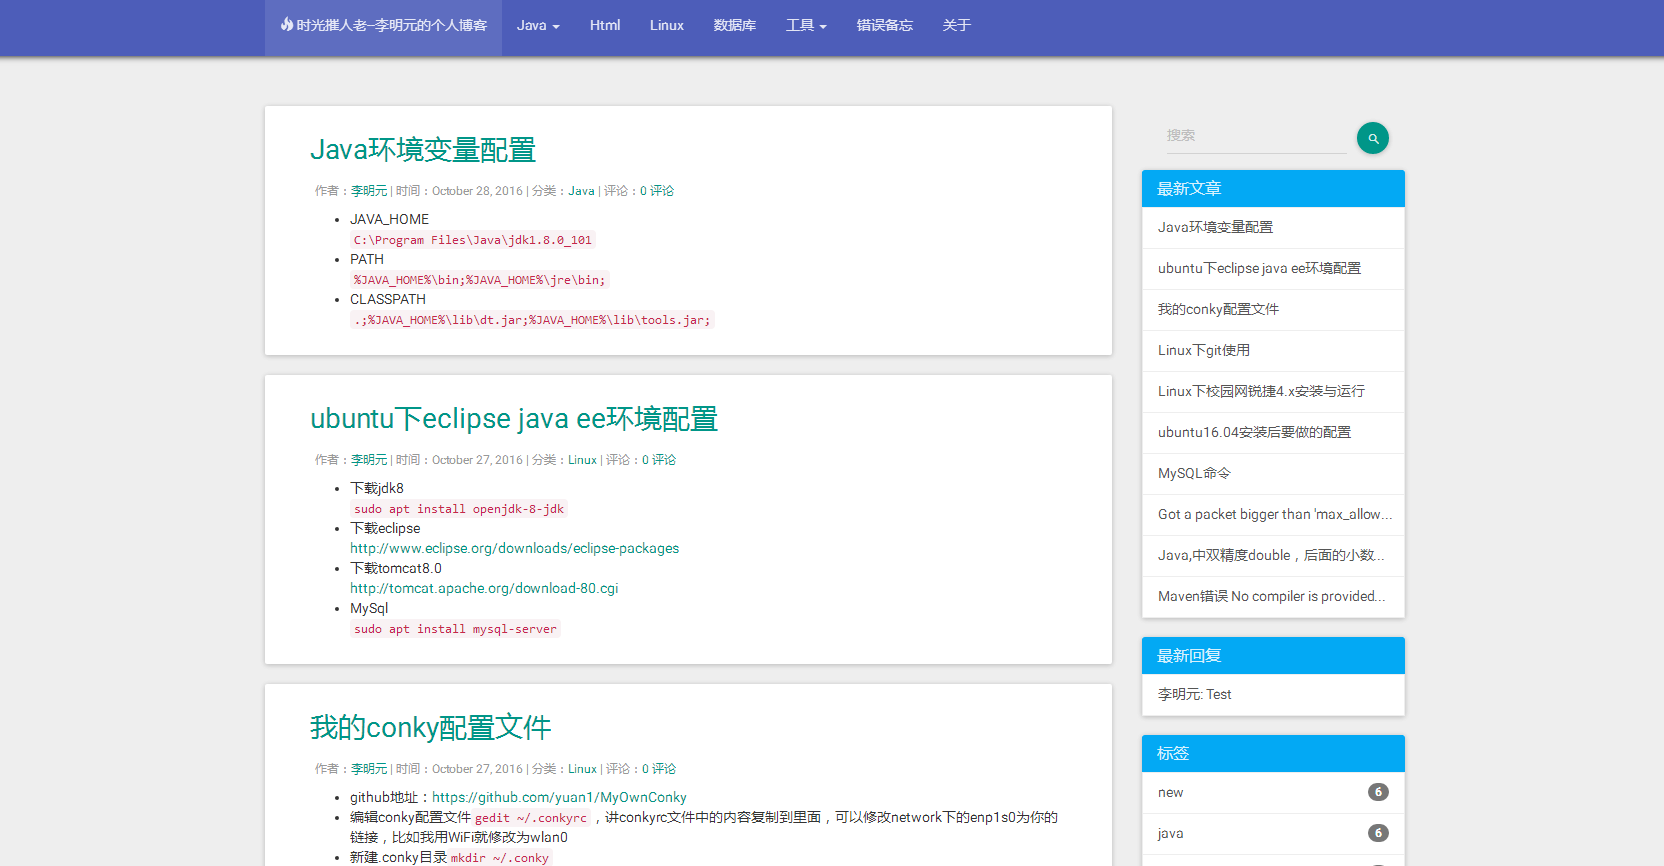 时光摧人老–李明元的个人博客 Java Html Linux 数据库 工具 错误备忘 关于
Java环境变量配置
作者：李明元 | 时间：October 28, 2016 | 分类：Java | 评论：0 评论
JAVA_HOME
C:\Program Files\Java\jdk1.8.0_101
PATH
%JAVA_HOME%\bin;%JAVA_HOME%\jre\bin;
CLASSPATH
.;%JAVA_HOME%\lib\dt.jar;%JAVA_HOME%\lib\tools.jar;
ubuntu下eclipse java ee环境配置
作者：李明元 | 时间：October 27, 2016 | 分类：Linux | 评论：0 评论
下载jdk8
sudo apt install openjdk-8-jdk
下载eclipse
http://www.eclipse.org/downloads/eclipse-packages
下载tomcat8.0
http://tomcat.apache.org/download-80.cgi
MySql
sudo apt install mysql-server
我的conky配置文件
作者：李明元 | 时间：October 27, 2016 | 分类：Linux | 评论：0 评论
github地址：https://github.com/yuan1/MyOwnConky
编辑conky配置文件 gedit ~/.conkyrc ，讲conkyrc文件中的内容复制到里面，可以修改network下的enp1s0为你的
链接，比如我用WiFi就修改为wlan0
新建.conky目录 mkdir ~/.conky
搜索
最新文章
Java环境变量配置
ubuntu下eclipse java ee环境配置
我的conky配置文件
Linux下git使用
Linux下校园网锐捷4.x安装与运行
ubuntu16.04安装后要做的配置
MySQL命令
Got a packet bigger than 'max_allow...
Java,中双精度double，后面的小数...
Maven错误 No compiler is provided...
最新回复
李明元: Test
标签
new 6
java 6